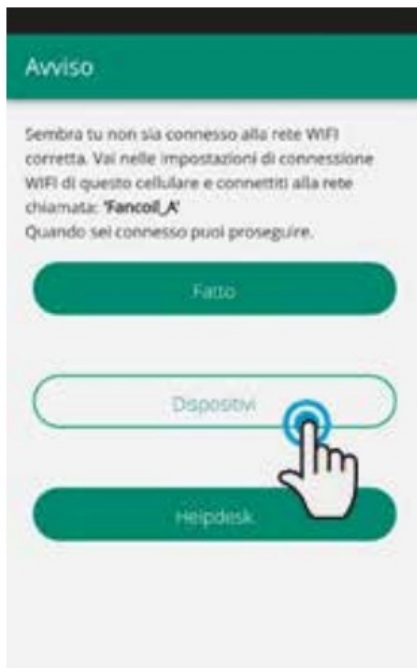 Avviso
Sembra tu non sia connesso alla rete WIFI
corretta. Vai nelle impostazioni di connessione
WIFI di questo cellulare e connettiti alla rete
chiamata: 'Fancoil_A'
Quando sei connesso puoi proseguire.
Fatto
Dispositivi
Helpdesk